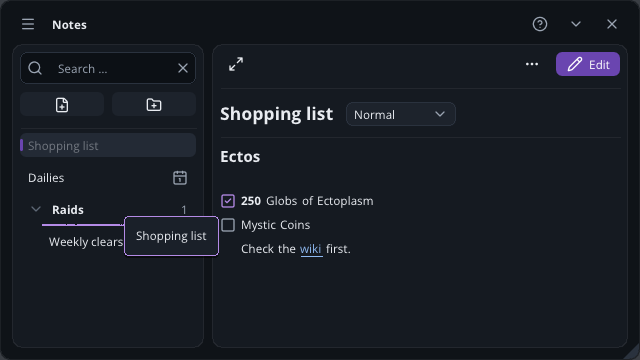 Notes
Search ...
Edit
Shopping list
Normal
Shopping list
Ectos
Dailies
250 Globs of Ectoplasm
Raids 1
Mystic Coins
Shopping list
Weekly clears
Check the wiki first.